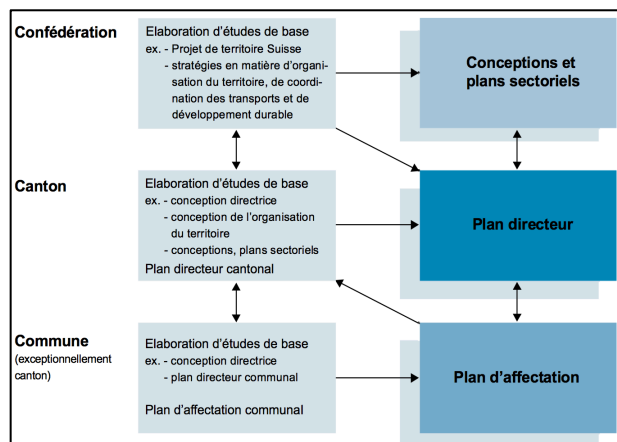 Confédération
Elaboration d'études de base
ex. - Projet de territoire Suisse
- stratégies en matière d'organi-
sation du territoire, de coordi-
nation des transports et de
développement durable
Conceptions et
plans sectoriels
Canton
Elaboration d'études de base
ex. - conception directrice
- conception de l'organisation
du territoire
- conceptions, plans sectoriels
Plan directeur cantonal
Plan directeur
Commune
(exceptionnellement
canton)
Elaboration d'études de base
ex. - conception directrice
- plan directeur communal
Plan d'affectation communal
Plan d'affectation